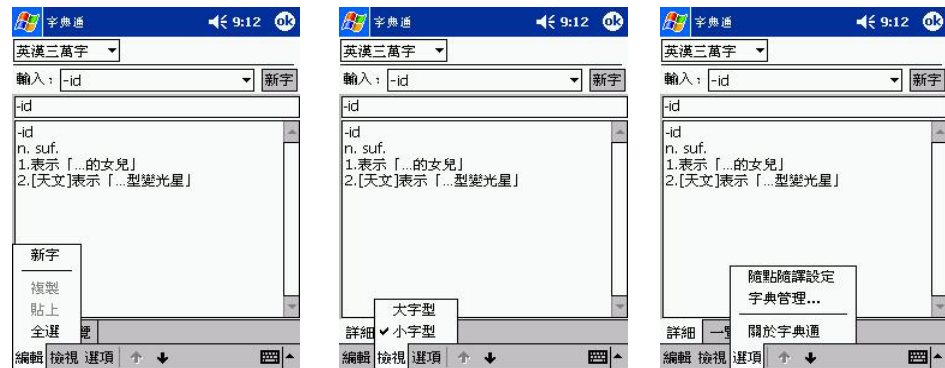 字典通 9:12 ok
英漢三萬字
輸入: -id 新字
-id
-id
n. suf.
1.表示「...的女兒」
2.[天文]表示「...型變光星」
新字
複製
貼上
全選 覽
編輯 檢視 選項
字典通 9:12 ok
英漢三萬字
輸入: -id 新字
-id
-id
n. suf.
1.表示「...的女兒」
2.[天文]表示「...型變光星」
大字型
詳細 小字型
編輯 檢視 選項
字典通 9:12 ok
英漢三萬字
輸入: -id 新字
-id
-id
n. suf.
1.表示「...的女兒」
2.[天文]表示「...型變光星」
隨點隨譯設定
字典管理...
詳細 一 關於字典通
編輯 檢視 選項